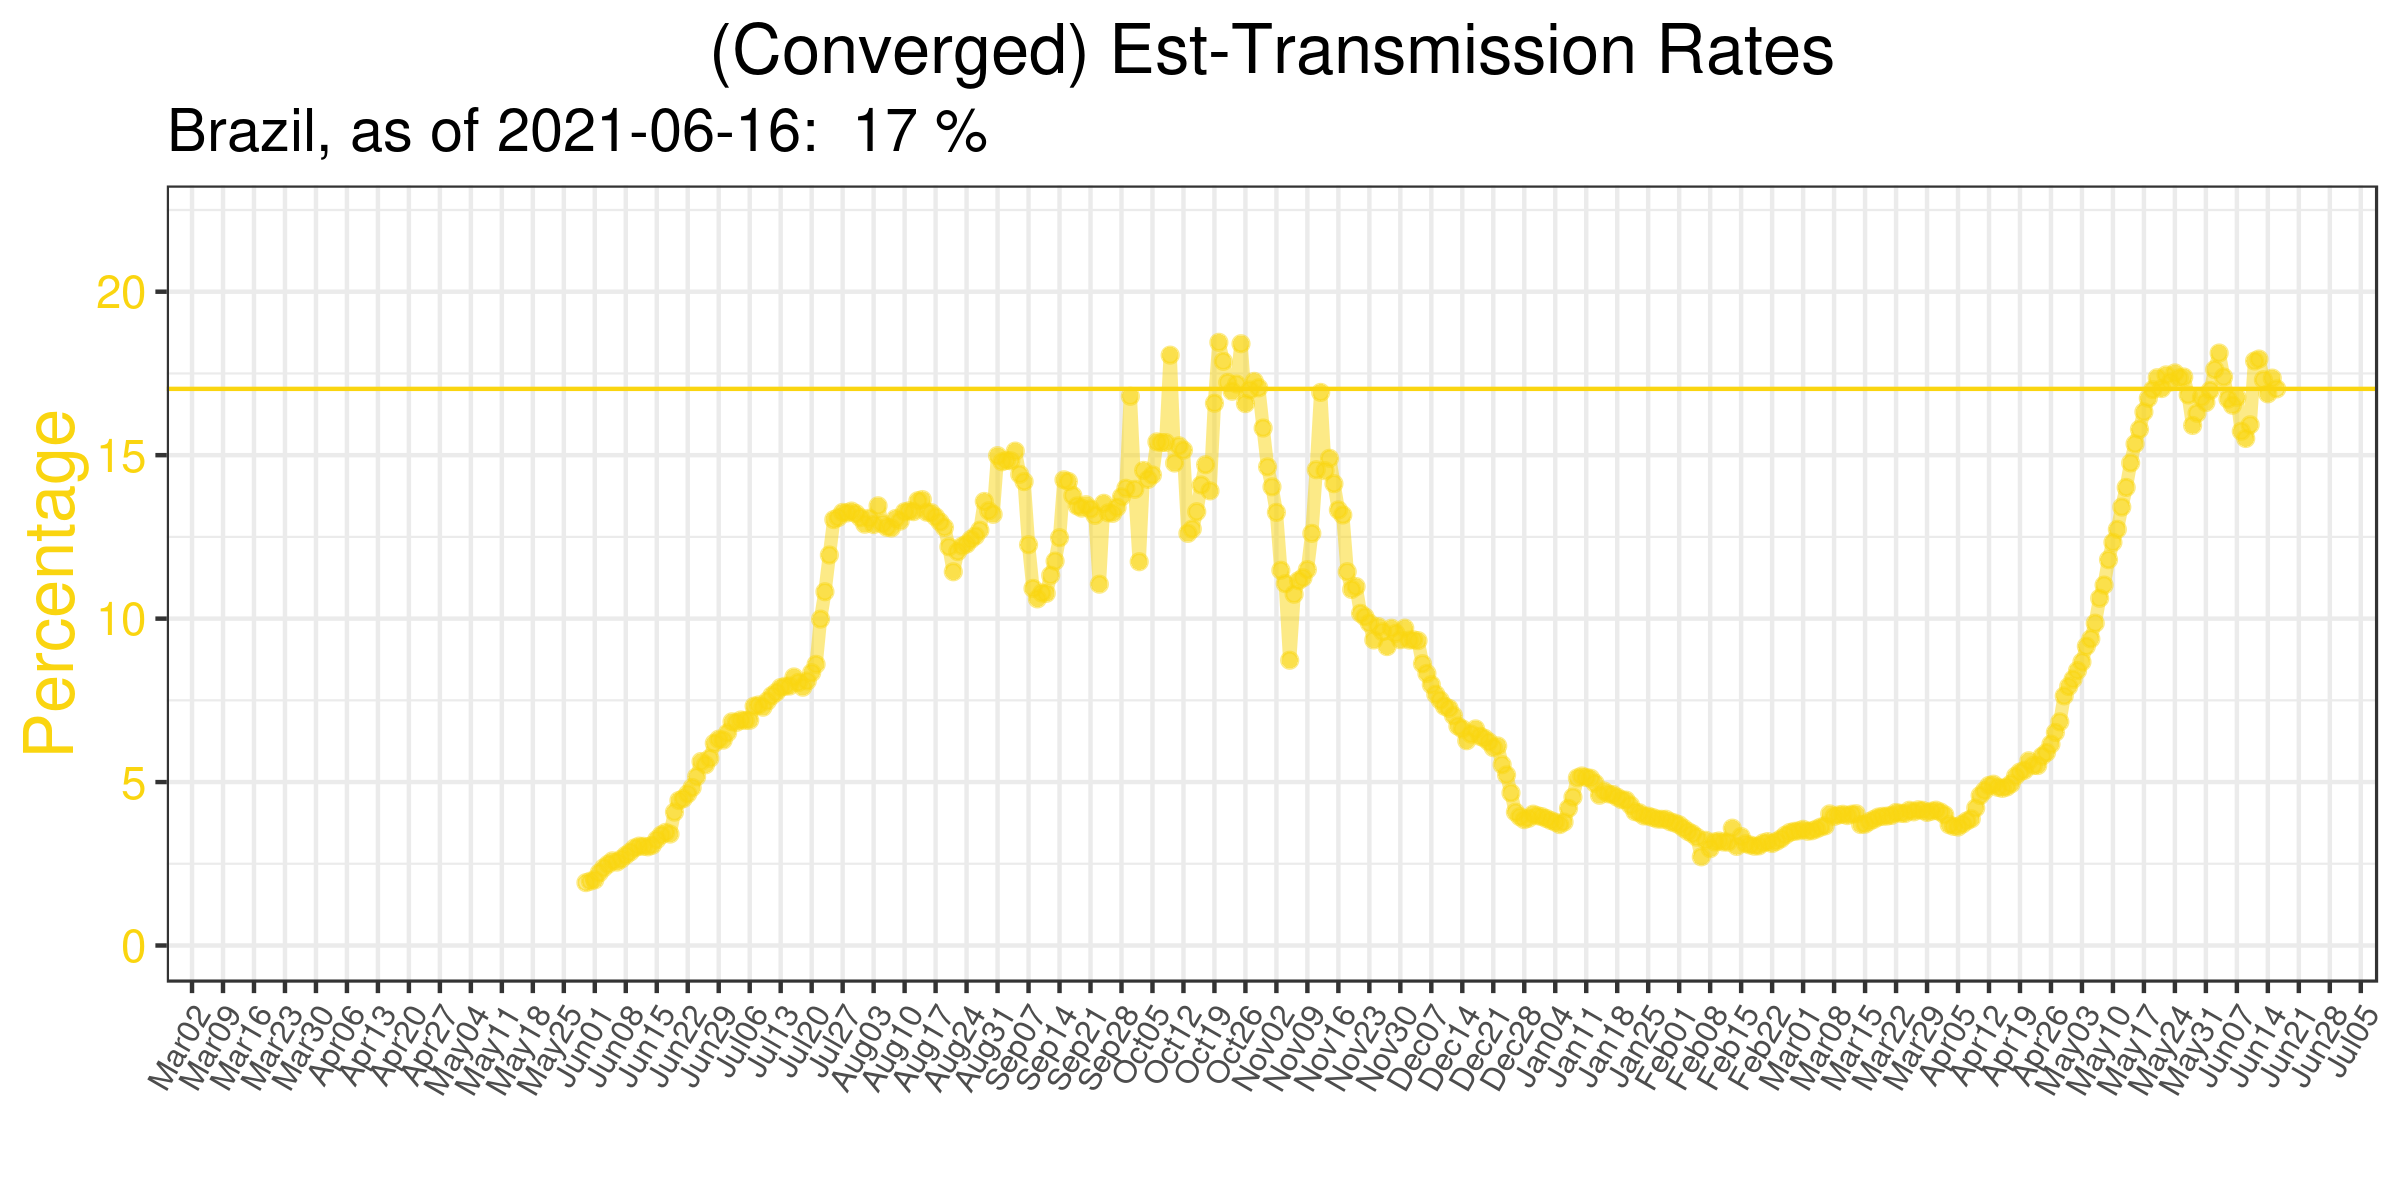 (Converged) Est-Transmission Rates
Brazil, as of 2021-06-16:  17 %
Percentage
20
15
10
5
0
Mar02
Mar09
Mar16
Mar23
Mar30
Apr06
Apr13
Apr20
Apr27
May04
May11
May18
May25
Jun01
Jun08
Jun15
Jun22
Jun29
Jul06
Jul13
Jul20
Jul27
Aug03
Aug10
Aug17
Aug24
Aug31
Sep07
Sep14
Sep21
Sep28
Oct05
Oct12
Oct19
Oct26
Nov02
Nov09
Nov16
Nov23
Nov30
Dec07
Dec14
Dec21
Dec28
Jan04
Jan11
Jan18
Jan25
Feb01
Feb08
Feb15
Feb22
Mar01
Mar08
Mar15
Mar22
Mar29
Apr05
Apr12
Apr19
Apr26
May03
May10
May17
May24
May31
Jun07
Jun14
Jun21
Jun28
Jul05